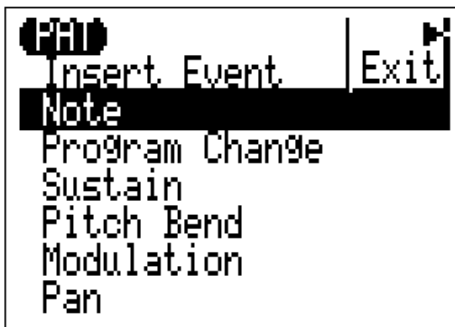 PAT
Insert Event Exit
Note
Program Change
Sustain
Pitch Bend
Modulation
Pan